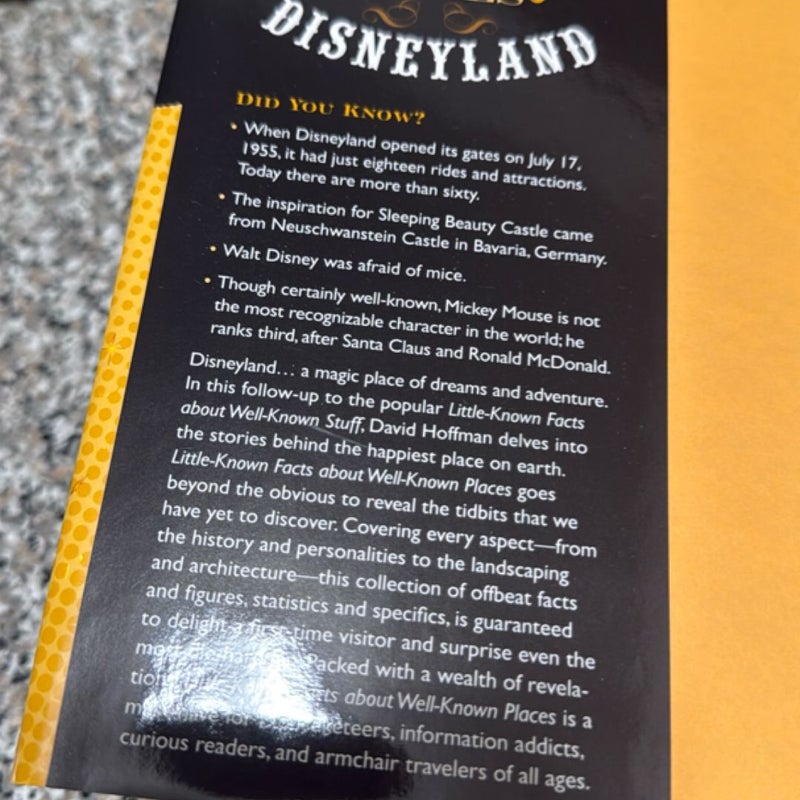 DISNEYLAND
DID YOU KNOW?
• When Disneyland opened its gates on July 17,
1955, it had just eighteen rides and attractions.
Today there are more than sixty.
• The inspiration for Sleeping Beauty Castle came
from Neuschwanstein Castle in Bavaria, Germany.
• Walt Disney was afraid of mice.
• Though certainly well-known, Mickey Mouse is not
the most recognizable character in the world; he
ranks third, after Santa Claus and Ronald McDonald.
Disneyland… a magic place of dreams and adventure.
In this follow-up to the popular Little-Known Facts
about Well-Known Stuff, David Hoffman delves into
the stories behind the happiest place on earth.
Little-Known Facts about Well-Known Places goes
beyond the obvious to reveal the tidbits that we
have yet to discover. Covering every aspect—from
the history and personalities to the landscaping
and architecture—this collection of offbeat facts
and figures, statistics and specifics, is guaranteed
to delight a first-time visitor and surprise even the
Packed with a wealth of revela-
about Well-Known Places is a
information addicts,
curious readers, and armchair travelers of all ages.